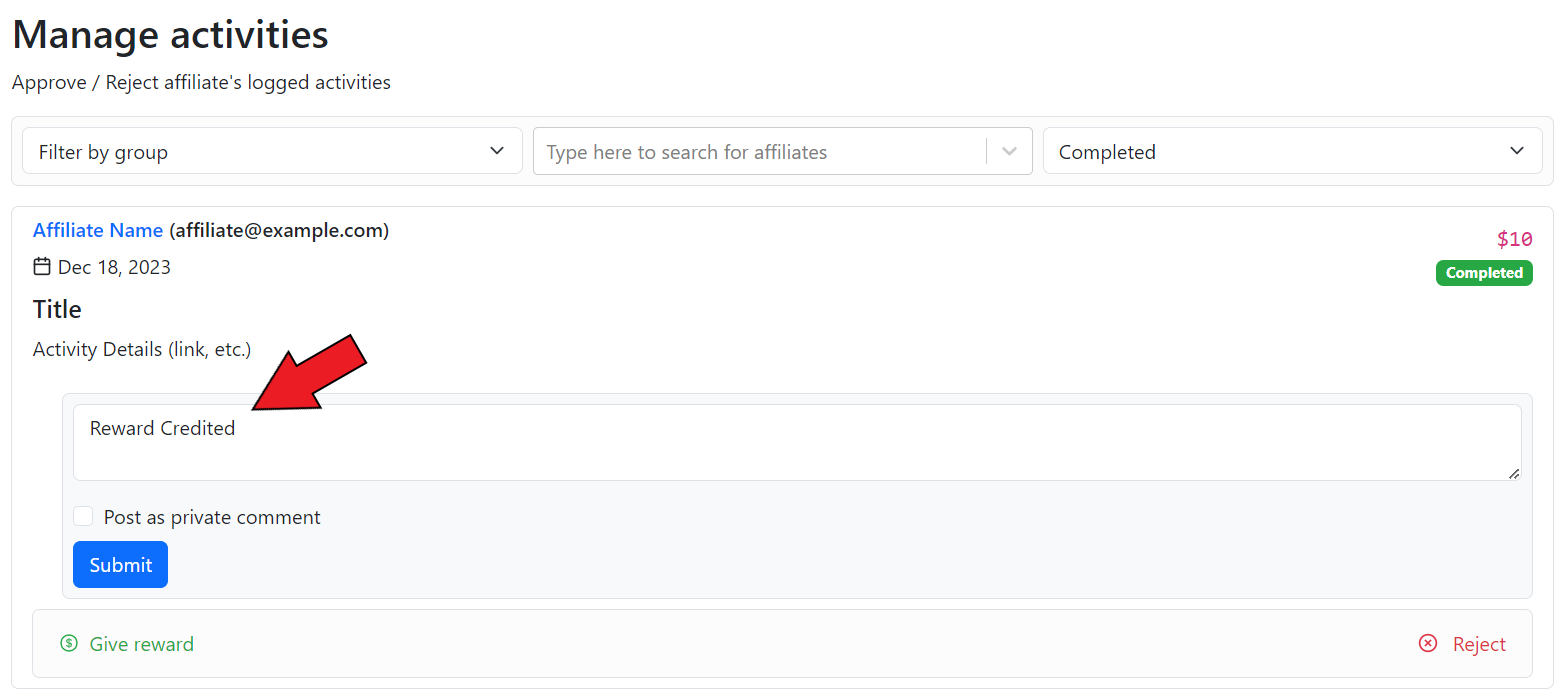 Manage activities
Approve / Reject affiliate's logged activities
Filter by group
Type here to search for affiliates
Completed
Affiliate Name (affiliate@example.com)
$10
Dec 18, 2023
Completed
Title
Activity Details (link, etc.)
Reward Credited
Post as private comment
Submit
Give reward
Reject